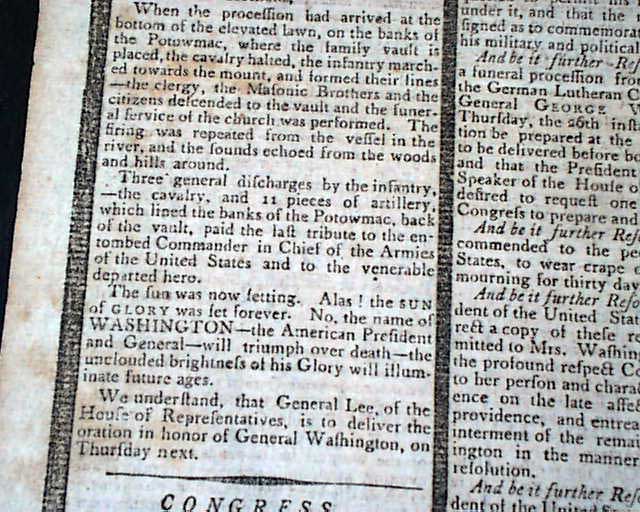 When the proceſſion had arrived at the
bottom of the elevated lawn, on the banks of
the Potowmac, where the family vault is
placed, the cavalry halted, the infantry march-
ed towards the mount, and formed their lines
—the clergy, the Maſonic Brothers and the
citizens deſcended to the vault and the funer-
al ſervice of the church was performed. The
firing was repeated from the veſſel in the
river, and the ſounds echoed from the woods
and hills around.
Three general diſcharges by the infantry,
—the cavalry, and 11 pieces of artillery,
which lined the banks of the Potowmac, back
of the vault, paid the laſt tribute to the en-
tombed Commander in Chief of the Armies
of the United States and to the venerable
departed hero.
The ſun was now ſetting. Alas! the SUN
of GLORY was ſet forever. No, the name of
WASHINGTON—the American Preſident
and General—will triumph over death—the
unclouded brightneſs of his Glory will illum-
inate future ages.
We underſtand, that General Lee, of the
Houſe of Repreſentatives, is to deliver the
oration in honor of General Waſhington, on
Thurſday next.
CONGRESS
under it, and that the
ſigned as to commemora
his military and political
And be it further Reſ
a funeral proceſſion from
the German Lutheran C
General GEORGE
Thurſday, the 26th inſt
tion be prepared at the
to be delivered before bo
and that the Preſident
Speaker of the Houſe o
deſired to requeſt one
Congreſs to prepare and
And be it further Reſo
commended to the peo
States, to wear crape
mourning for thirty day
And be it further Reſo
dent of the United Stat
rect a copy of theſe re
mitted to Mrs. Waſhin
the profound reſpect Co
to her perſon and chara
ence on the late affe
providence, and entrea
interment of the rema
ington in the manner
reſolution.
And be it further Reſo
dent of the United